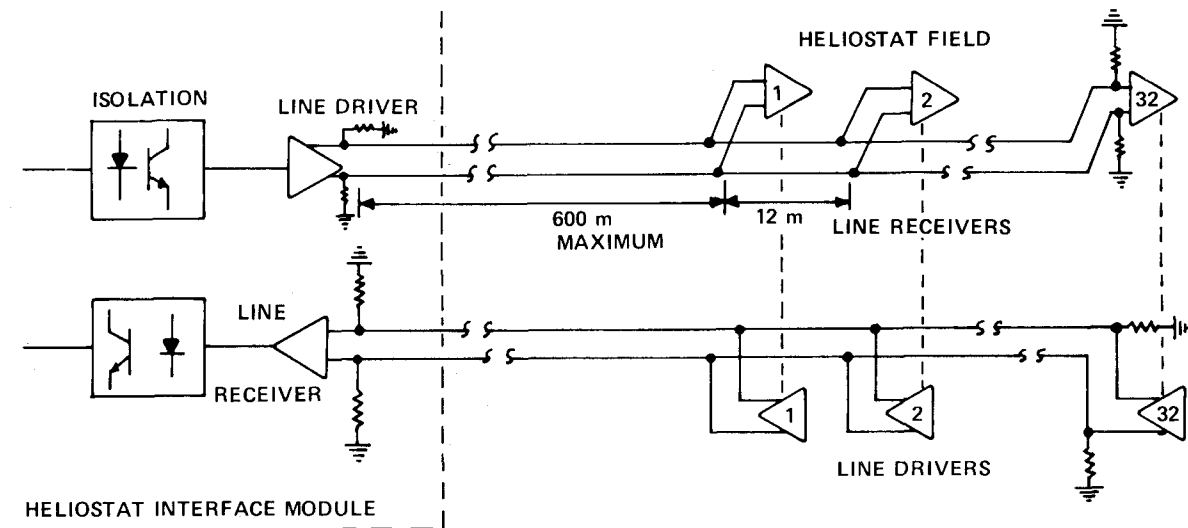 HELIOSTAT FIELD
ISOLATION
LINE DRIVER
1
2
32
600 m
MAXIMUM
12 m
LINE RECEIVERS
LINE
RECEIVER
1
2
32
LINE DRIVERS
HELIOSTAT INTERFACE MODULE